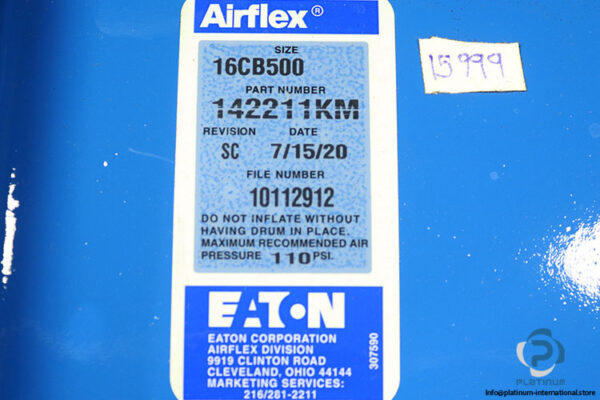 Airflex®
SIZE
16CB500
PART NUMBER
142211KM
REVISION DATE
SC 7/15/20
FILE NUMBER
10112912
DO NOT INFLATE WITHOUT
HAVING DRUM IN PLACE.
MAXIMUM RECOMMENDED AIR
PRESSURE 110 PSI.
EATON
EATON CORPORATION
AIRFLEX DIVISION
9919 CLINTON ROAD
CLEVELAND, OHIO 44144
MARKETING SERVICES:
216/281-2211
307590
15999
PLATINUM
info@platinum-international.store